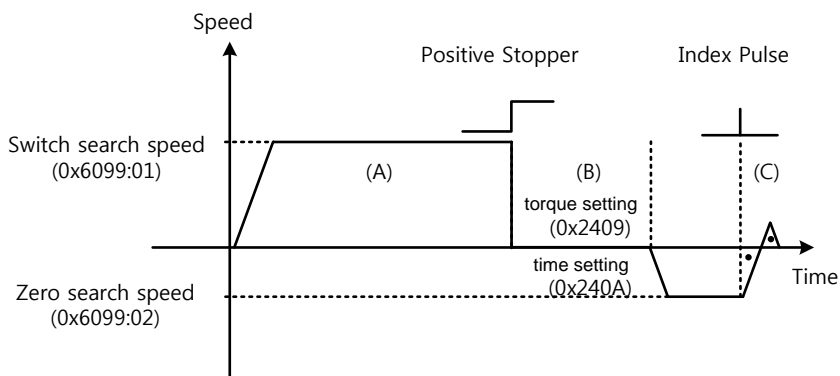 Speed
Positive Stopper
Index Pulse
Switch search speed
(0x6099:01)
(A)
(B)
(C)
torque setting
(0x2409)
time setting
(0x240A)
Time
Zero search speed
(0x6099:02)